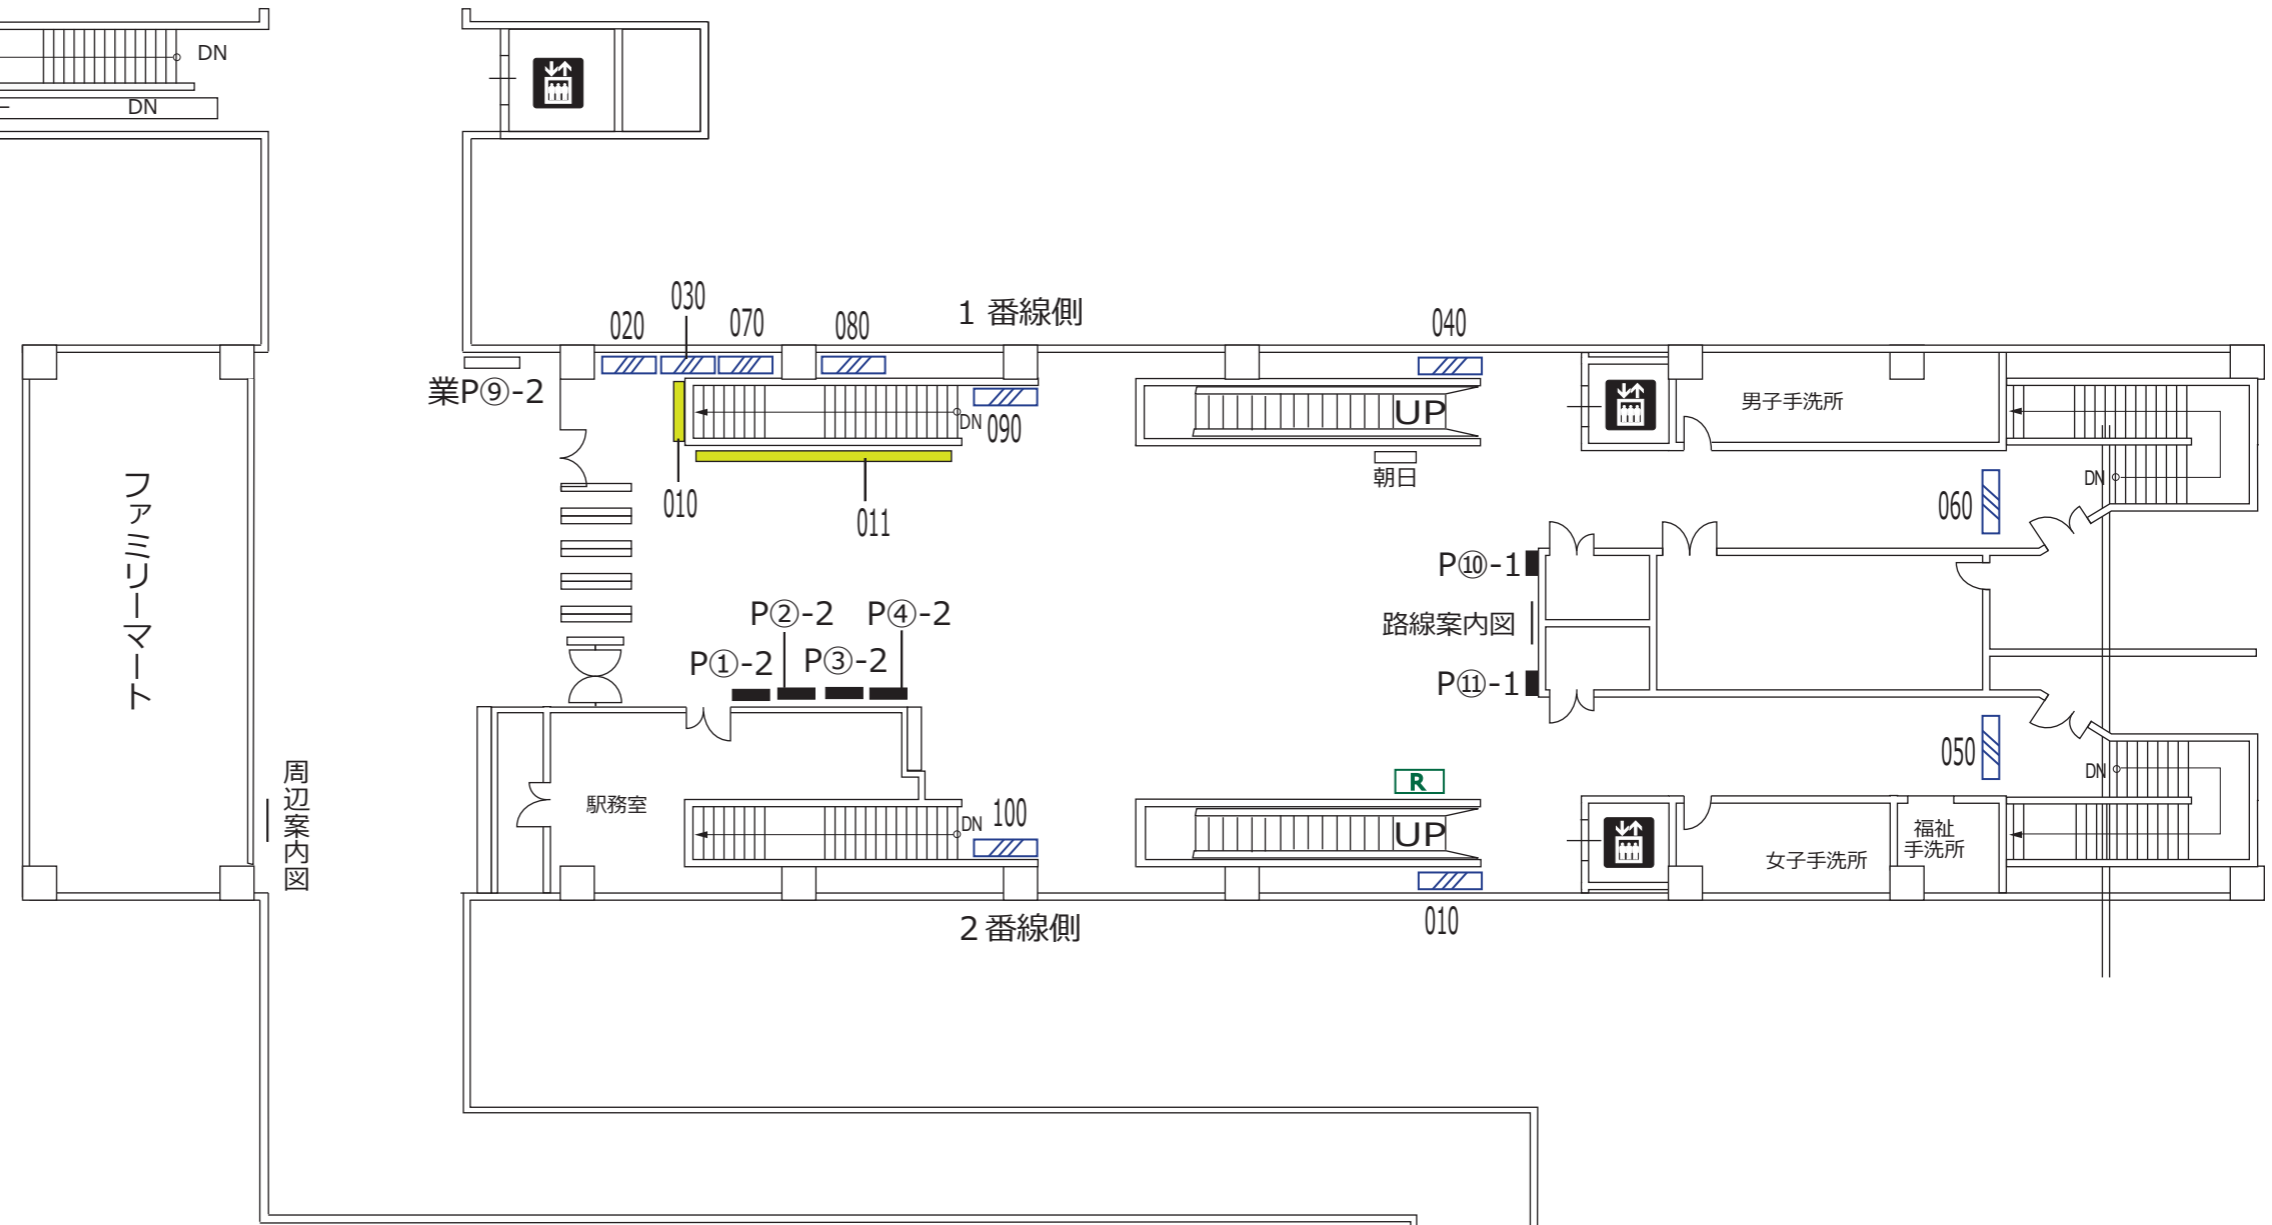 DN
DN
030
020
070
080
1 番線側
040
業P⑨-2
UP
男子手洗所
DN
090
朝日
DN
010
011
060
ファミリーマート
P⑩-1
P②-2
P④-2
路線案内図
P①-2
P③-2
P⑪-1
050
周辺案内図
R
DN
駅務室
100
DN
UP
福祉
手洗所
女子手洗所
010
2 番線側